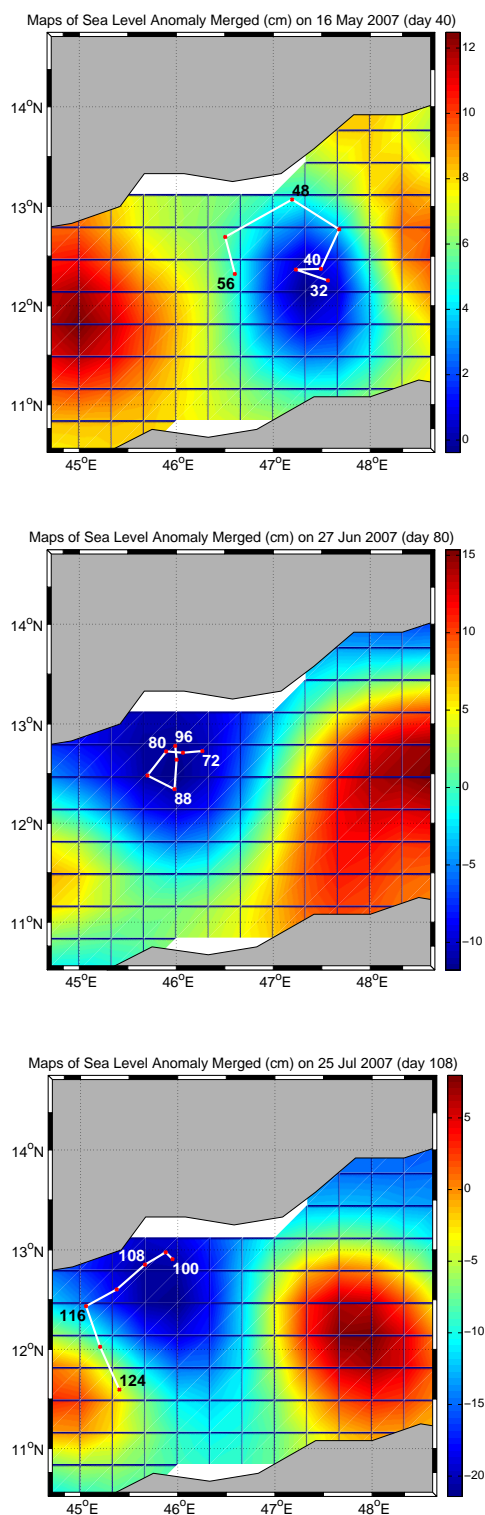 Maps of Sea Level Anomaly Merged (cm) on 16 May 2007 (day 40)
12
14°N
10
48
13°N
8
6
40
56
32
12°N
4
2
11°N
0
45°E 46°E 47°E 48°E
Maps of Sea Level Anomaly Merged (cm) on 27 Jun 2007 (day 80)
15
14°N
10
13°N
80 96
72
5
88
0
12°N
−5
11°N
−10
45°E 46°E 47°E 48°E
Maps of Sea Level Anomaly Merged (cm) on 25 Jul 2007 (day 108)
5
14°N
0
13°N
108
100
−5
116
12°N
−10
124
−15
11°N
−20
45°E 46°E 47°E 48°E